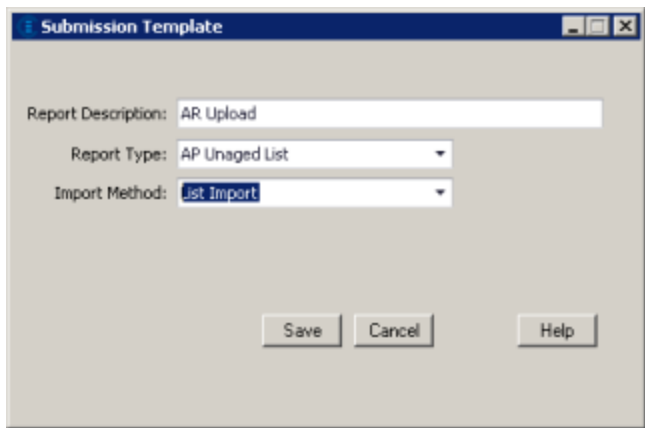 Submission Template
Report Description: AR Upload
Report Type: AP Unaged List
Import Method: List Import
Save Cancel Help